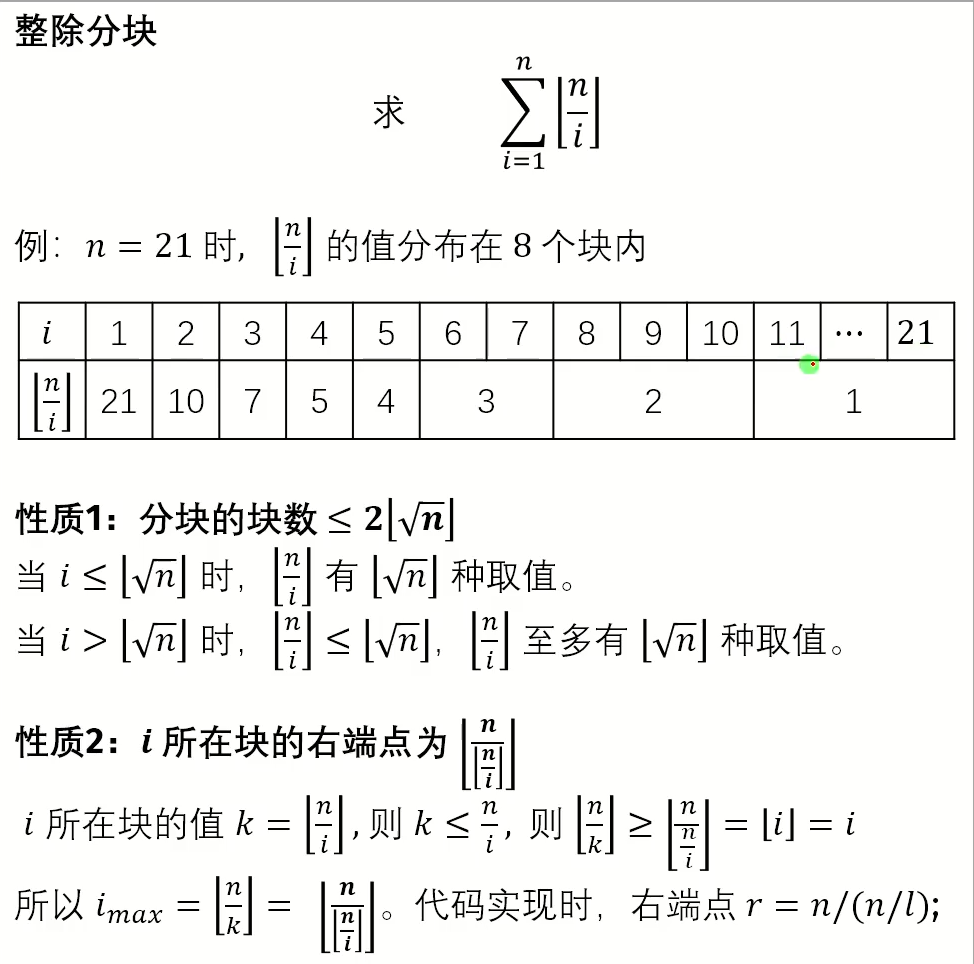 整除分块
求 $\sum_{i=1}^{n} \left\lfloor \frac{n}{i} \right\rfloor$
例：$n = 21$ 时，$\left\lfloor \frac{n}{i} \right\rfloor$ 的值分布在 8 个块内
$i$ 1 2 3 4 5 6 7 8 9 10 11 ⋯ 21
$\left\lfloor \frac{n}{i} \right\rfloor$ 21 10 7 5 4 3 2 1
性质1：分块的块数 $\leq 2\lfloor \sqrt{n} \rfloor$
当 $i \leq \lfloor \sqrt{n} \rfloor$ 时，$\left\lfloor \frac{n}{i} \right\rfloor$ 有 $\lfloor \sqrt{n} \rfloor$ 种取值。
当 $i > \lfloor \sqrt{n} \rfloor$ 时，$\left\lfloor \frac{n}{i} \right\rfloor \leq \lfloor \sqrt{n} \rfloor$，$\left\lfloor \frac{n}{i} \right\rfloor$ 至多有 $\lfloor \sqrt{n} \rfloor$ 种取值。
性质2：$i$ 所在块的右端点为 $\left\lfloor \frac{n}{\left\lfloor \frac{n}{i} \right\rfloor} \right\rfloor$
$i$ 所在块的值 $k = \left\lfloor \frac{n}{i} \right\rfloor$，则 $k \leq \frac{n}{i}$，则 $\left\lfloor \frac{n}{k} \right\rfloor \geq \left\lfloor \frac{n}{\frac{n}{i}} \right\rfloor = \lfloor i \rfloor = i$
所以 $i_{max} = \left\lfloor \frac{n}{k} \right\rfloor = \left\lfloor \frac{n}{\left\lfloor \frac{n}{i} \right\rfloor} \right\rfloor$。代码实现时，右端点 $r = n/(n/l)$;